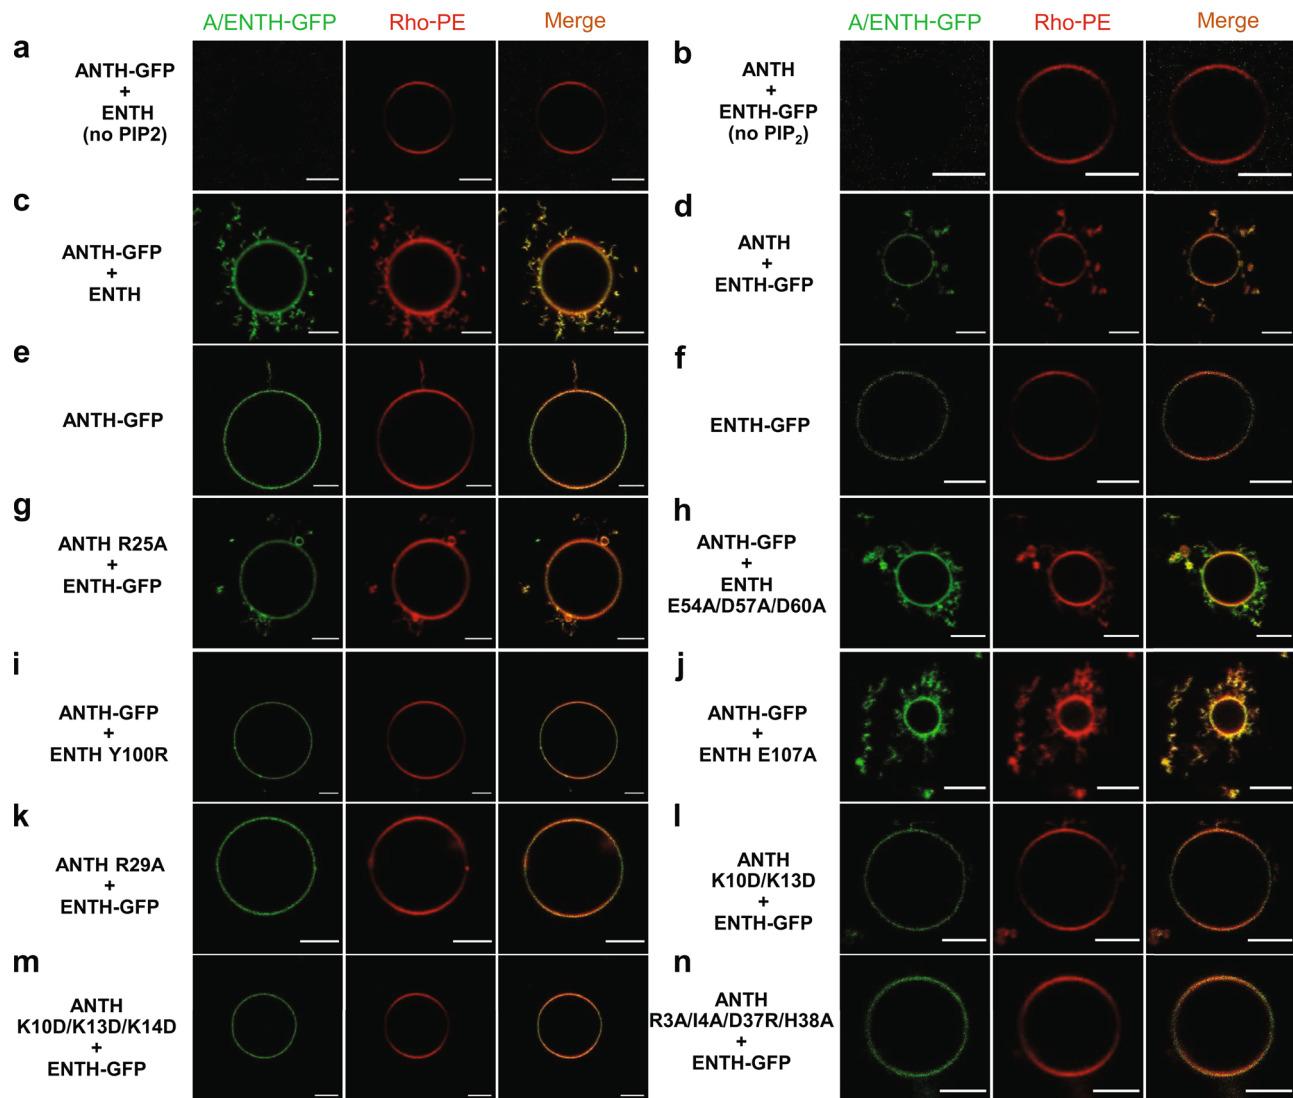 A/ENTH-GFP Rho-PE Merge A/ENTH-GFP Rho-PE Merge
a
ANTH-GFP
+
ENTH
(no PIP2)
b
ANTH
+
ENTH-GFP
(no PIP₂)
c
ANTH-GFP
+
ENTH
d
ANTH
+
ENTH-GFP
e
ANTH-GFP
f
ENTH-GFP
g
ANTH R25A
+
ENTH-GFP
h
ANTH-GFP
+
ENTH
E54A/D57A/D60A
i
ANTH-GFP
+
ENTH Y100R
j
ANTH-GFP
+
ENTH E107A
k
ANTH R29A
+
ENTH-GFP
l
ANTH
K10D/K13D
+
ENTH-GFP
m
ANTH
K10D/K13D/K14D
+
ENTH-GFP
n
ANTH
R3A/I4A/D37R/H38A
+
ENTH-GFP